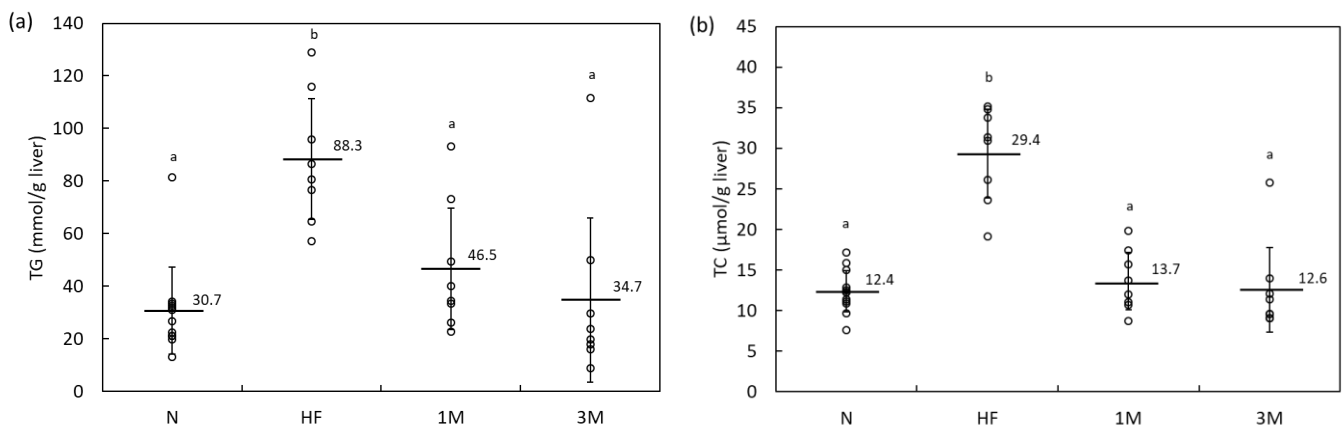 (a)
TG (mmol/g liver)
140
120
100
80
60
40
20
0
a
30.7
b
88.3
a
46.5
a
34.7
N HF 1M 3M
(b)
TC (μmol/g liver)
45
40
35
30
25
20
15
10
5
0
a
12.4
b
29.4
a
13.7
a
12.6
N HF 1M 3M